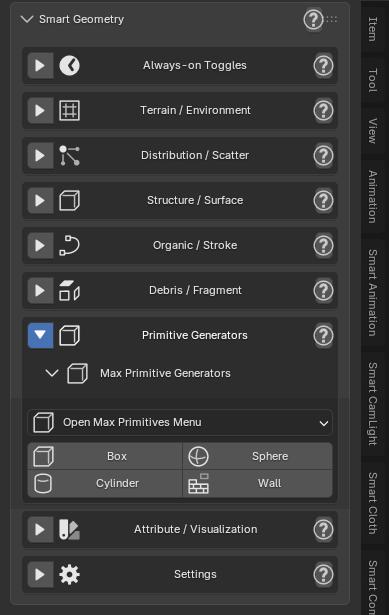 Smart Geometry
Always-on Toggles
Terrain / Environment
Distribution / Scatter
Structure / Surface
Organic / Stroke
Debris / Fragment
Primitive Generators
Max Primitive Generators
Open Max Primitives Menu
Box Sphere
Cylinder Wall
Attribute / Visualization
Settings
Item
Tool
View
Animation
Smart Animation
Smart CamLight
Smart Cloth